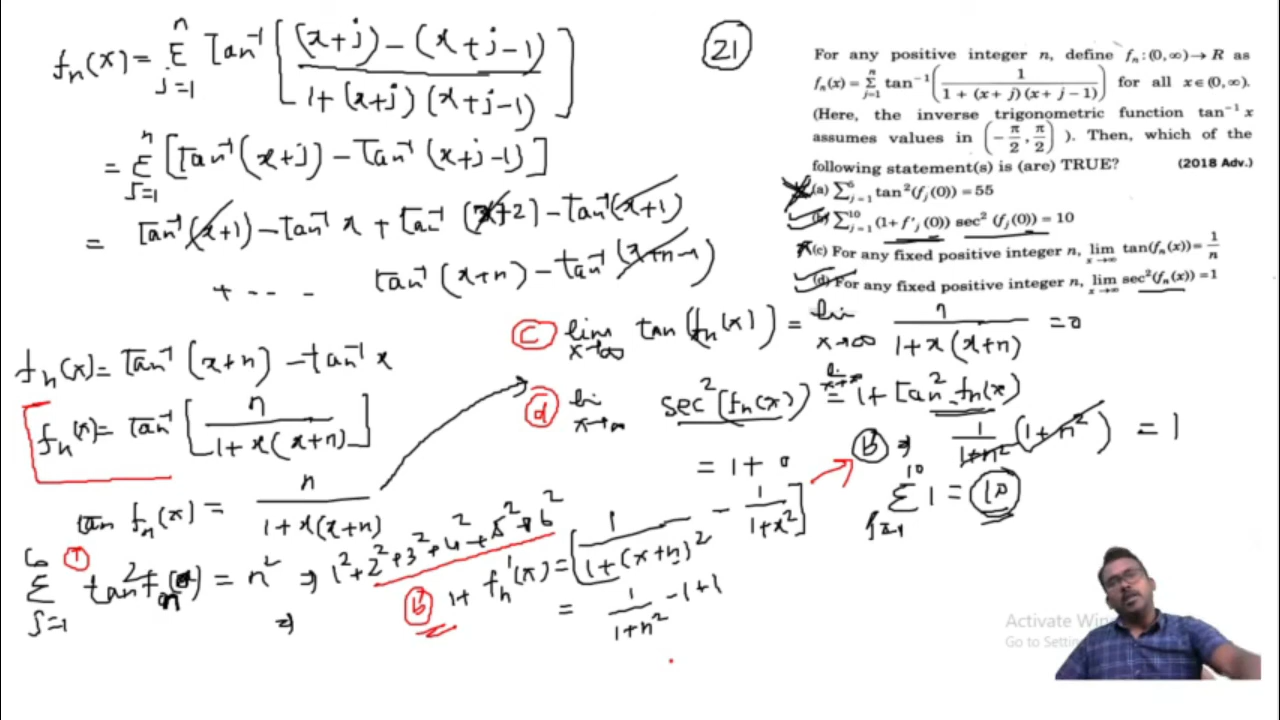 fₙ(x) = Σ_{j=1}^{n} Tan⁻¹ [ ((x+j) − (x+j−1)) / (1+(x+j)(x+j−1)) ]
= Σ_{j=1}^{n} [Tan⁻¹(x+j) − Tan⁻¹(x+j−1)]
= Tan⁻¹(x+1) − Tan⁻¹ x + Tan⁻¹(x+2) − Tan⁻¹(x+1)
+ ---- Tan⁻¹(x+n) − tan⁻¹(x+n−1)
fₙ(x) = Tan⁻¹(x+n) − tan⁻¹ x
fₙ(x) = Tan⁻¹ [ n / (1+x(x+n)) ]
tan fₙ(x) = n / (1+x(x+n))
Σ_{j=1}^{6} tan² fₙ(0) = n² ⇒ 1²+2²+3²+4²+5²+6²
⇒
21
For any positive integer n, define fₙ : (0, ∞) → R as
fₙ(x) = Σ_{j=1}^{n} tan⁻¹ ( 1 / (1 + (x + j)(x + j − 1)) ) for all x ∈ (0, ∞).
(Here, the inverse trigonometric function tan⁻¹ x
assumes values in (−π/2, π/2) ). Then, which of the
following statement(s) is (are) TRUE? (2018 Adv.)
(a) Σ_{j=1}^{5} tan²(fⱼ(0)) = 55
(b) Σ_{j=1}^{10} (1+ f′ⱼ(0)) sec²(fⱼ(0)) = 10
(c) For any fixed positive integer n, lim_{x→∞} tan(fₙ(x)) = 1/n
(d) For any fixed positive integer n, lim_{x→∞} sec²(fₙ(x)) = 1
C lim_{x→∞} tan(fₙ(x)) = lim_{x→∞} n / (1+x(x+n)) = 0
d lim_{x→∞} sec²(fₙ(x)) = lim_{x→∞} 1 + Tan² fₙ(x)
= 1 + 0
B ⇒ 1/(1+n²) (1+n²) = 1
Σ_{j=1}^{10} 1 = 10
B 1 + fₙ′(x) = [ 1/(1+(x+n)²) − 1/(1+x²) ]
= 1/(1+n²) − 1 + 1
Activate Win
Go to Setting